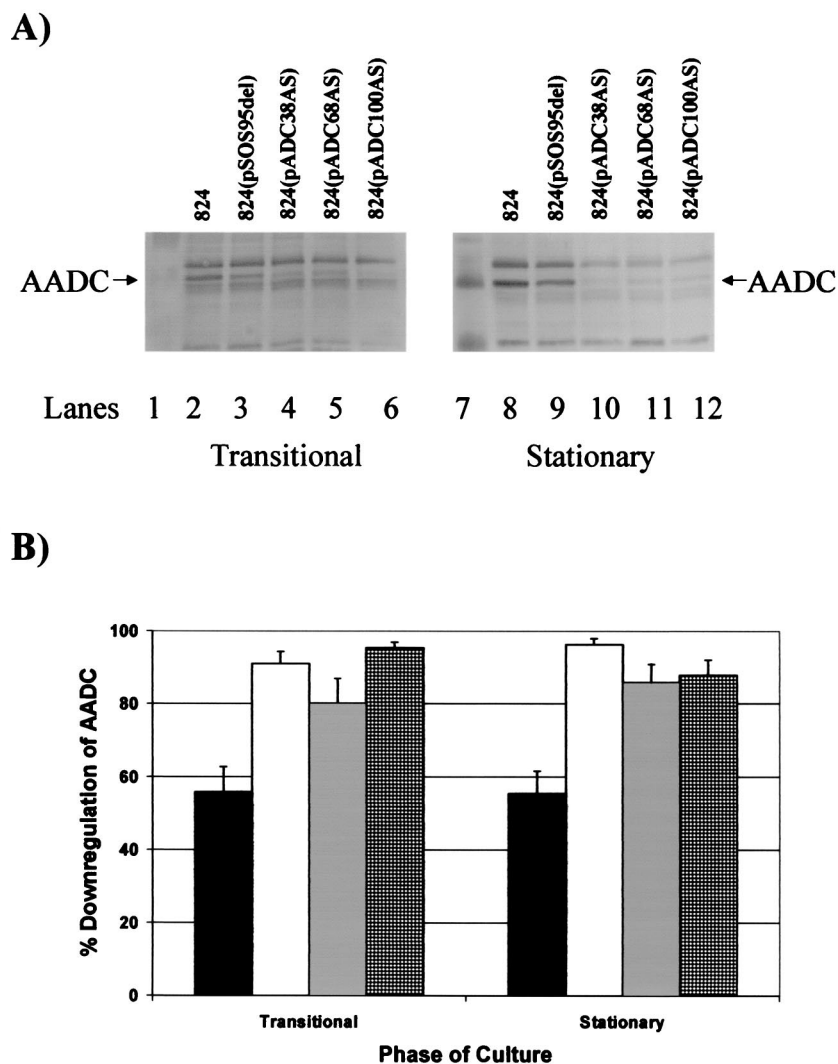 A)
824
824(pSOS95del)
824(pADC38AS)
824(pADC68AS)
824(pADC100AS)
824
824(pSOS95del)
824(pADC38AS)
824(pADC68AS)
824(pADC100AS)
AADC
AADC
Lanes 1 2 3 4 5 6 7 8 9 10 11 12
Transitional Stationary
B)
% Downregulation of AADC
100
80
60
40
20
0
Transitional Stationary
Phase of Culture